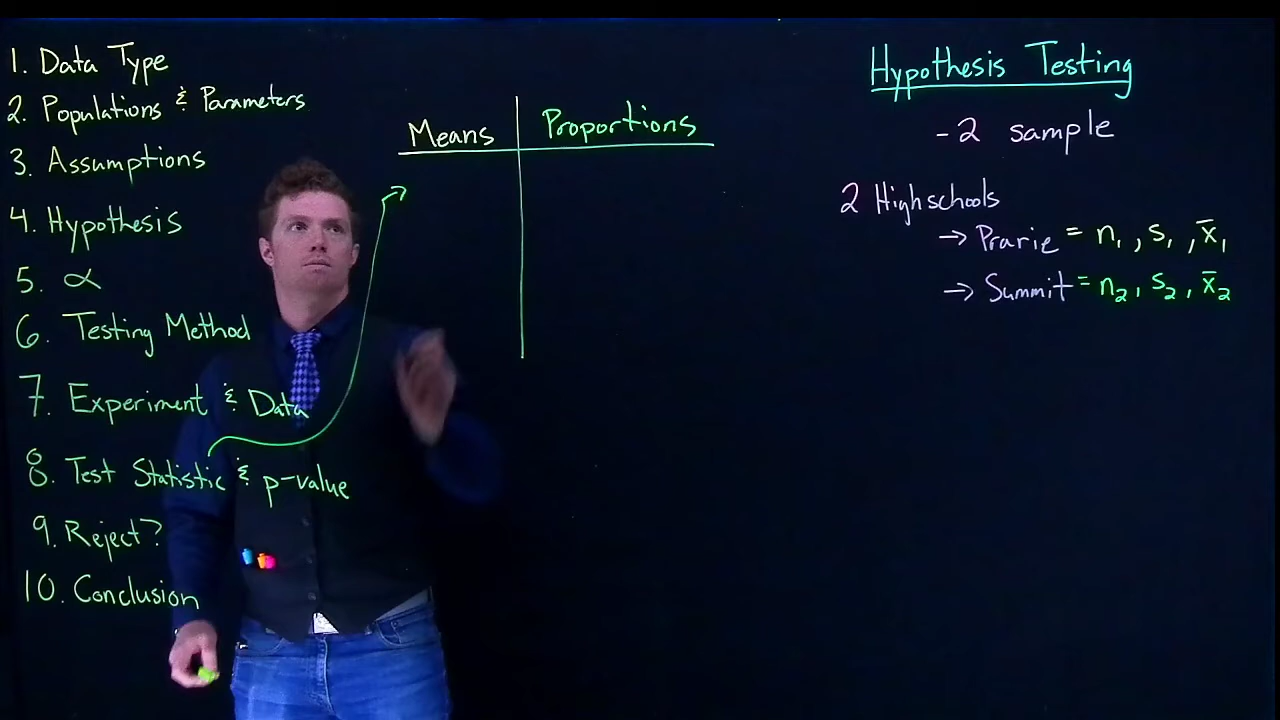 1. Data Type
2. Populations & Parameters
3. Assumptions
4. Hypothesis
5. α
6. Testing Method
7. Experiment & Data
8. Test Statistic & p-value
9. Reject?
10. Conclusion
Means
Proportions
Hypothesis Testing
- 2 sample
2 High schools
→ Prarie = n₁, s₁, x̄₁
→ Summit = n₂, s₂, x̄₂